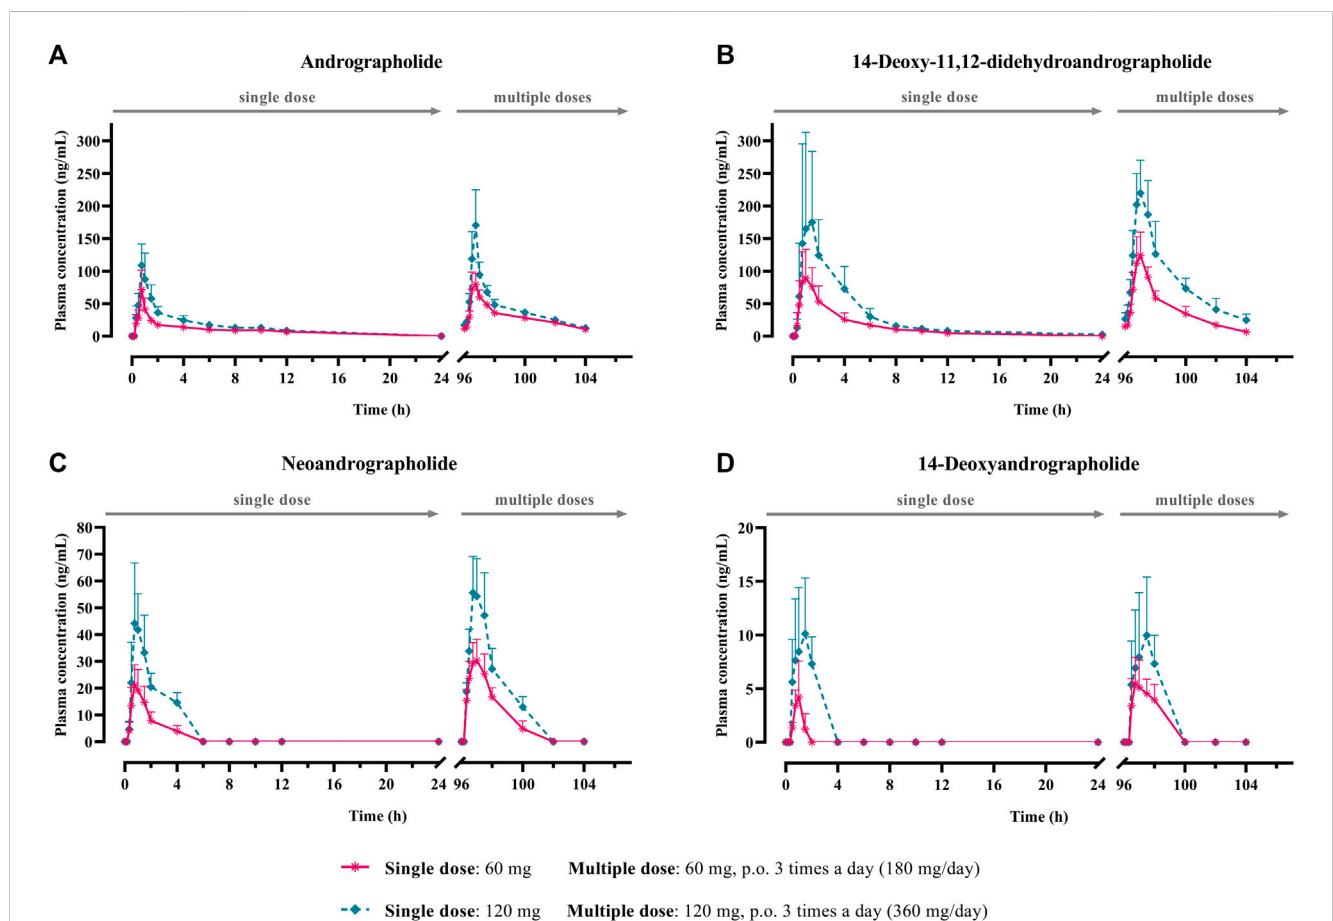 A
Andrographolide
single dose
multiple doses
Plasma concentration (ng/mL)
300
250
200
150
100
50
0
0 4 8 12 16 20 24 96 100 104
Time (h)
B
14-Deoxy-11,12-didehydroandrographolide
single dose
multiple doses
Plasma concentration (ng/mL)
300
250
200
150
100
50
0
0 4 8 12 16 20 24 96 100 104
Time (h)
C
Neoandrographolide
single dose
multiple doses
Plasma concentration (ng/mL)
80
70
60
50
40
30
20
10
0
0 4 8 12 16 20 24 96 100 104
Time (h)
D
14-Deoxyandrographolide
single dose
multiple doses
Plasma concentration (ng/mL)
20
15
10
5
0
0 4 8 12 16 20 24 96 100 104
Time (h)
Single dose: 60 mg Multiple dose: 60 mg, p.o. 3 times a day (180 mg/day)
Single dose: 120 mg Multiple dose: 120 mg, p.o. 3 times a day (360 mg/day)